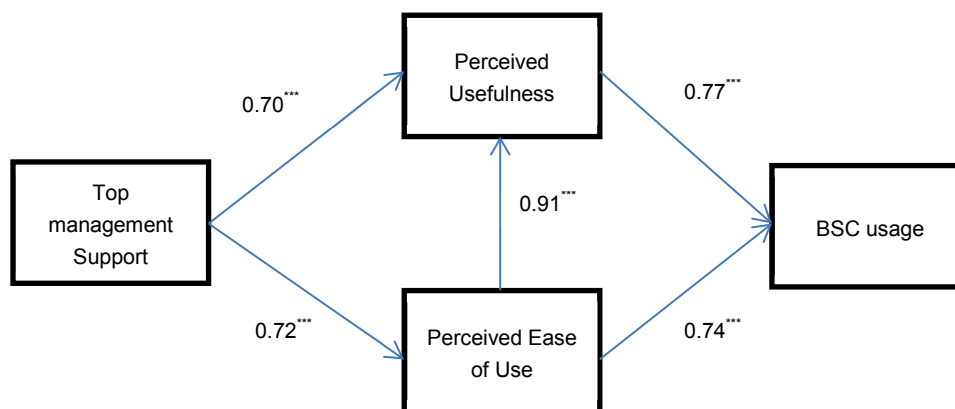 Perceived
Usefulness
0.70***
0.77***
Top
management
Support
0.91***
BSC usage
0.72***
Perceived Ease
of Use
0.74***